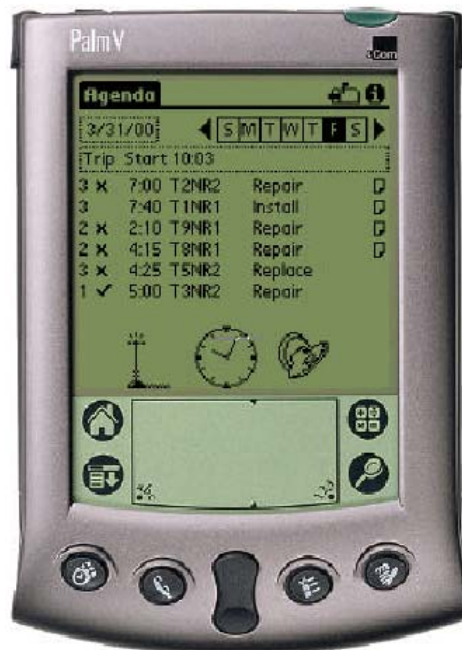 Palm V
3Com
Agenda
3/31/00 S M T W T F S
Trip Start 10:03
3 x 7:00 T2NR2 Repair
3 7:40 T1NR1 Install
2 x 2:10 T9NR1 Repair
2 x 4:15 T8NR1 Repair
3 x 4:25 T5NR2 Replace
1 ✓ 5:00 T3NR2 Repair